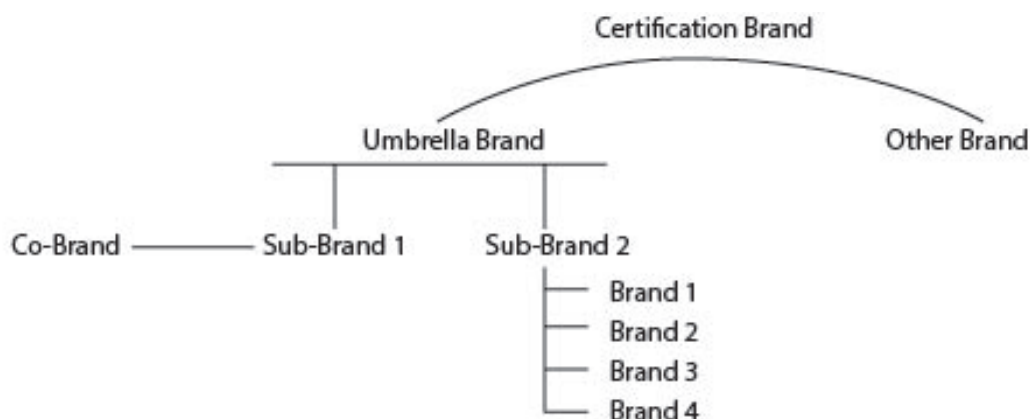 Certification Brand
Umbrella Brand
Other Brand
Co-Brand
Sub-Brand 1
Sub-Brand 2
Brand 1
Brand 2
Brand 3
Brand 4